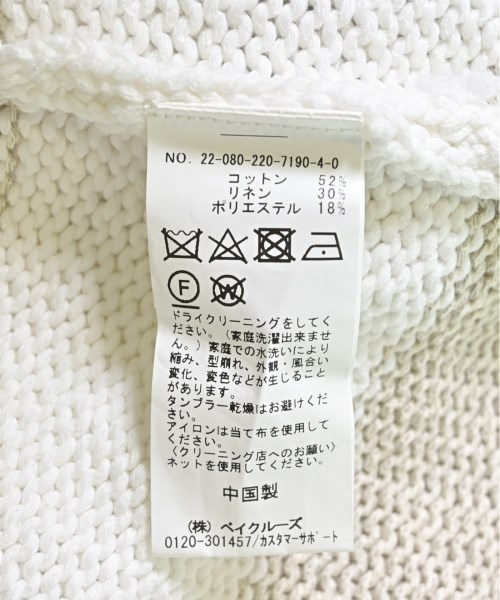 NO. 22-080-220-7190-4-0
コットン 52%
リネン 30%
ポリエステル 18%
F
W
ドライクリーニングをしてく
ださい。（家庭洗濯出来ませ
ん。）家庭での水洗いにより
縮み、型崩れ、外観・風合い
変化、変色などが生じること
があります。
タンブラー乾燥はお避けくだ
さい。
アイロンは当て布を使用して
ください。
〈クリーニング店へのお願い〉
ネットを使用してください。
中国製
（株）ベイクルーズ
0120-301457/カスタマーサポート